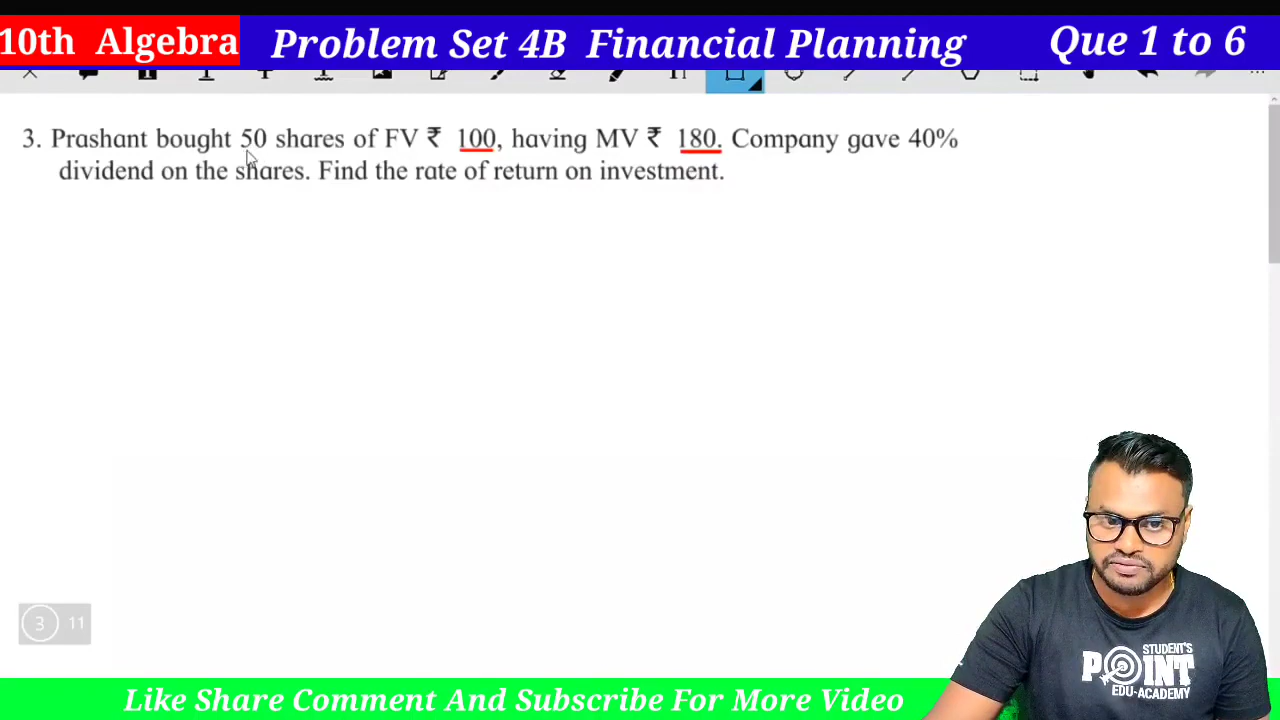 10th Algebra
Problem Set 4B Financial Planning
Que 1 to 6
3. Prashant bought 50 shares of FV ₹ 100, having MV ₹ 180. Company gave 40%
dividend on the shares. Find the rate of return on investment.
3 11
STUDENT'S
POINT
EDU-ACADEMY
Like Share Comment And Subscribe For More Video